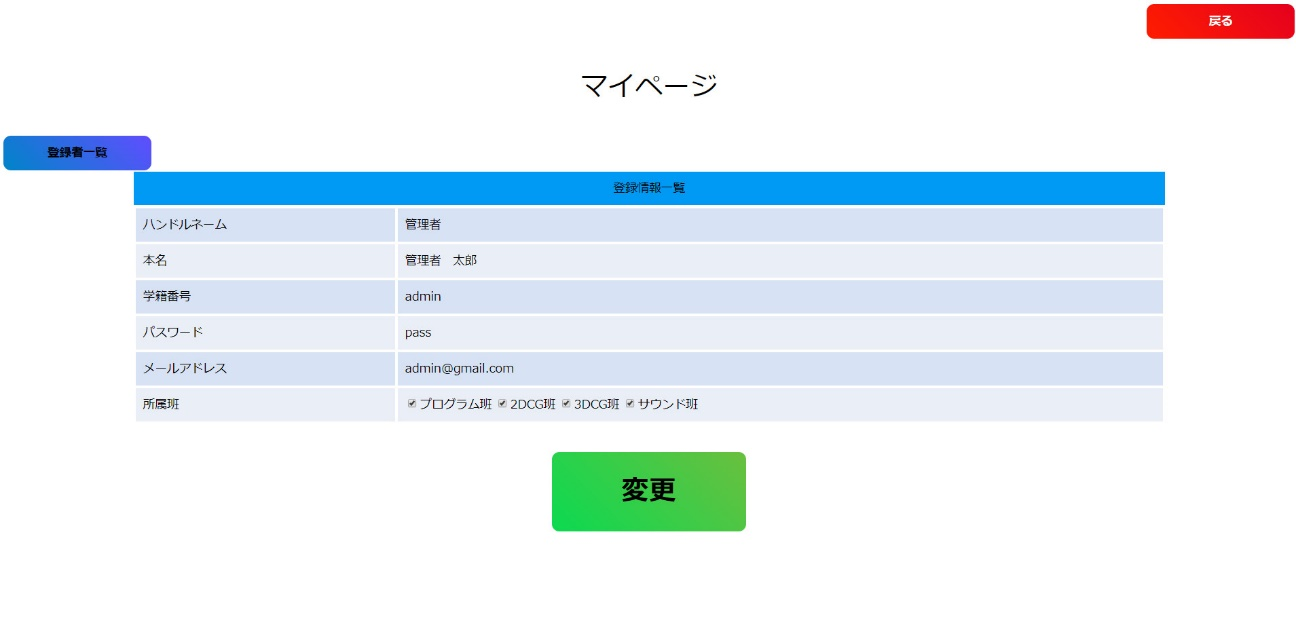 戻る
マイページ
登録者一覧
登録情報一覧
ハンドルネーム 管理者
本名 管理者　太郎
学籍番号 admin
パスワード pass
メールアドレス admin@gmail.com
所属班 プログラム班 2DCG班 3DCG班 サウンド班
変更